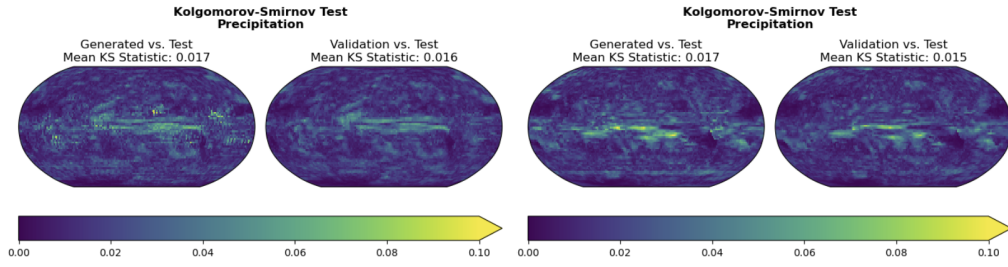 Kolgomorov-Smirnov Test
Precipitation
Generated vs. Test
Mean KS Statistic: 0.017
Validation vs. Test
Mean KS Statistic: 0.016
0.00 0.02 0.04 0.06 0.08 0.10
Kolgomorov-Smirnov Test
Precipitation
Generated vs. Test
Mean KS Statistic: 0.017
Validation vs. Test
Mean KS Statistic: 0.015
0.00 0.02 0.04 0.06 0.08 0.10